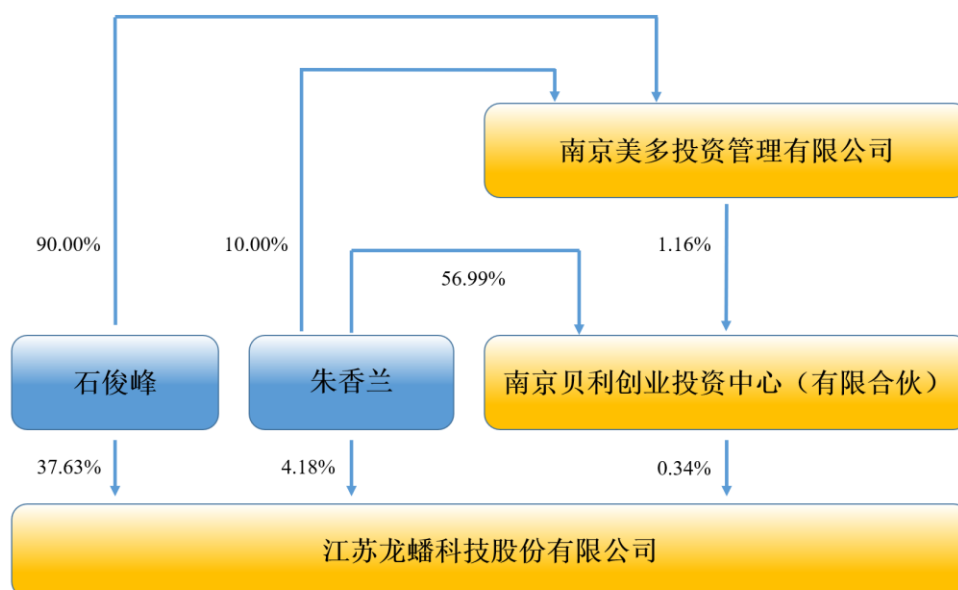 南京美多投资管理有限公司
90.00%
10.00%
1.16%
56.99%
石俊峰
朱香兰
南京贝利创业投资中心（有限合伙）
37.63%
4.18%
0.34%
江苏龙蟠科技股份有限公司